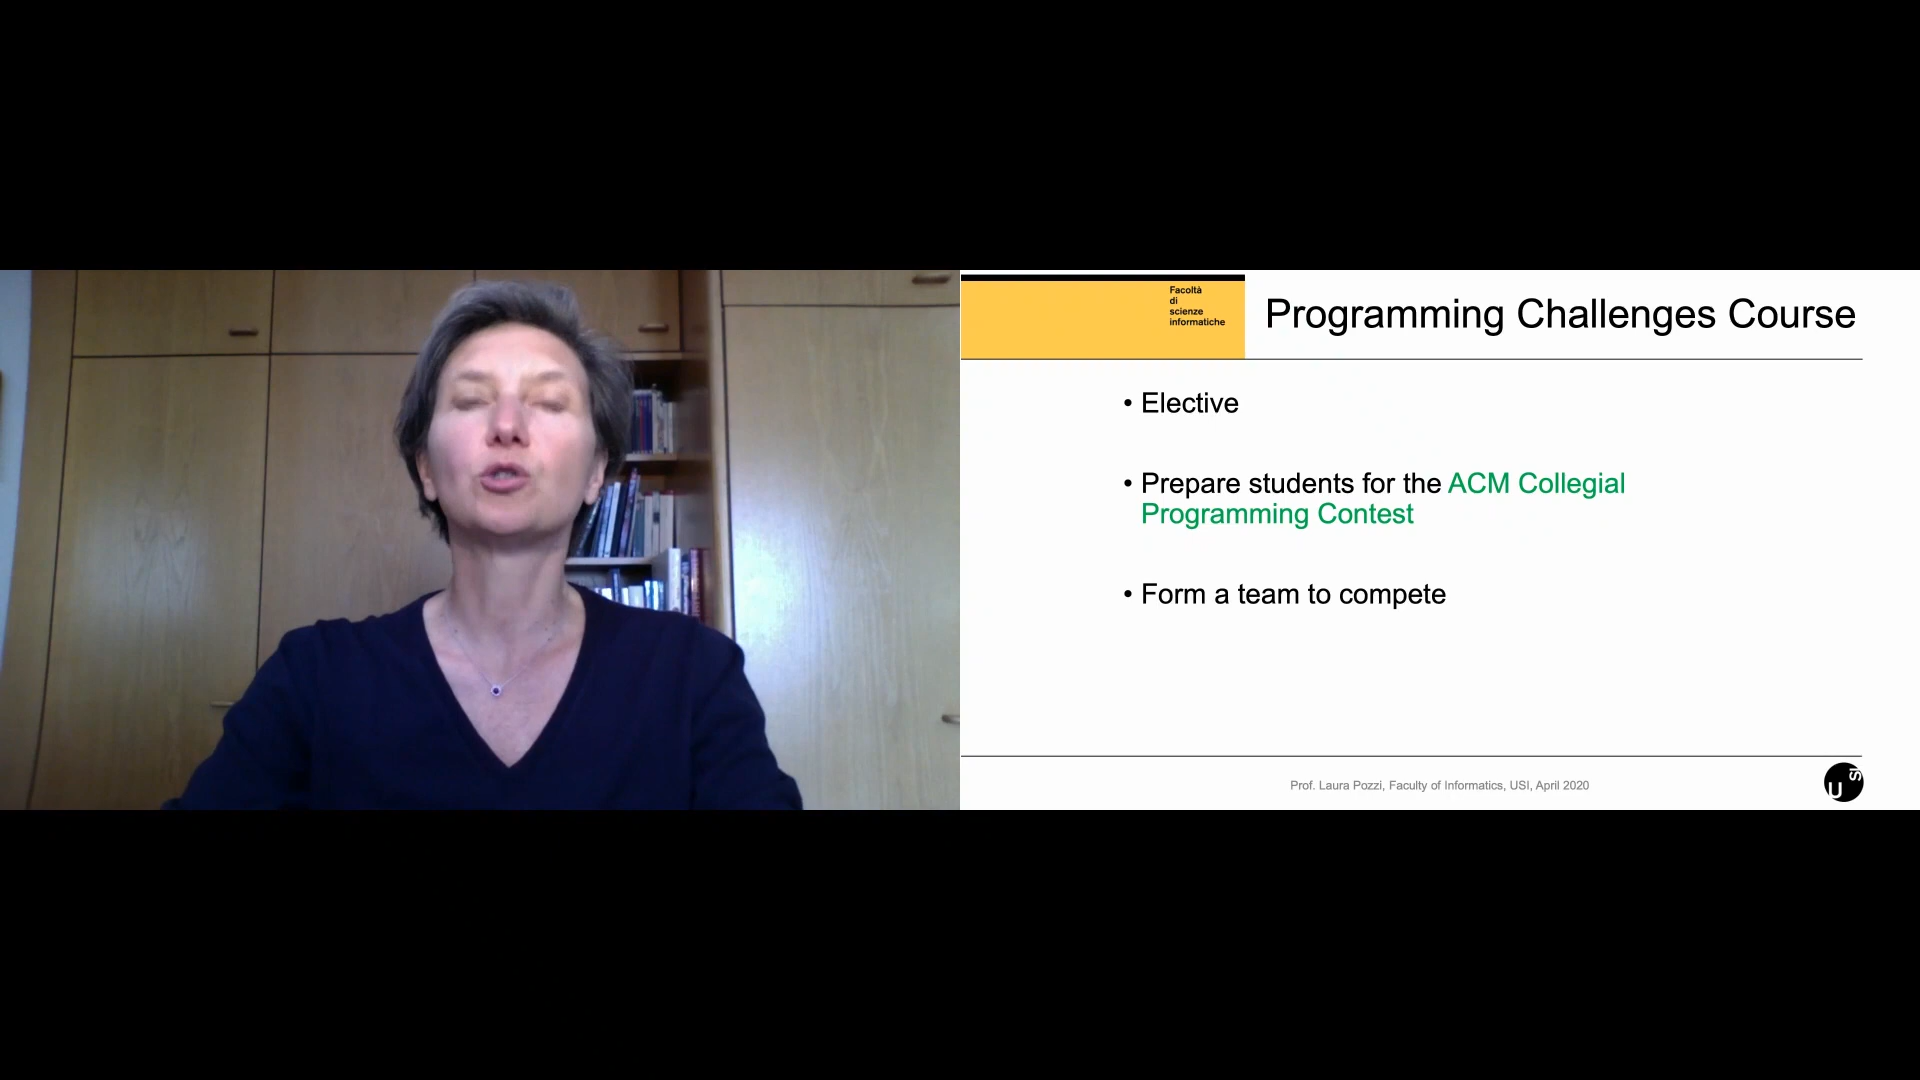 Facoltà
di
scienze
informatiche
Programming Challenges Course
• Elective
• Prepare students for the ACM Collegial
Programming Contest
• Form a team to compete
Prof. Laura Pozzi, Faculty of Informatics, USI, April 2020
USI